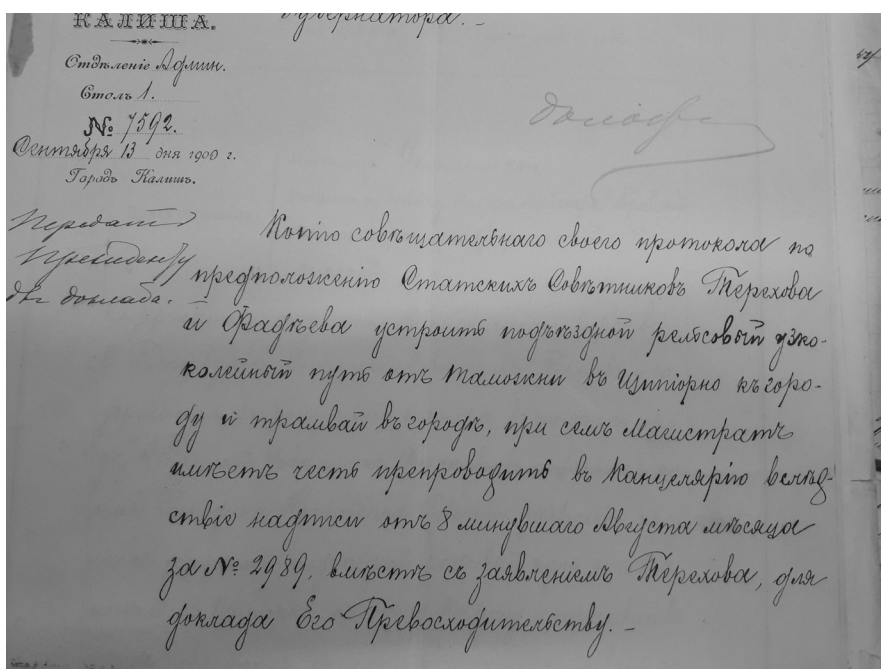 КАЛИША.
Губернатора. –
Отдѣленіе Админ.
Столъ 1.
№ 7592.
Сентября 13 дня 1900 г.
Городъ Калишъ.
Передать
Президенту
для доклада. –
Копію совѣщательнаго своего протокола по
предположенію Статскихъ Совѣтниковъ Терехова
и Фадѣева устроить подъѣздной рельсовый узко-
колейный путь отъ таможни въ Щипіорно къ горо-
ду и трамвай въ городѣ, при семъ Магистратъ
имѣетъ честь препроводить въ Канцелярію вслѣд-
ствіе надписи отъ 8 минувшаго Августа мѣсяца
за № 2989, вмѣстѣ съ заявленіемъ Терехова, для
доклада Его Превосходительству. –